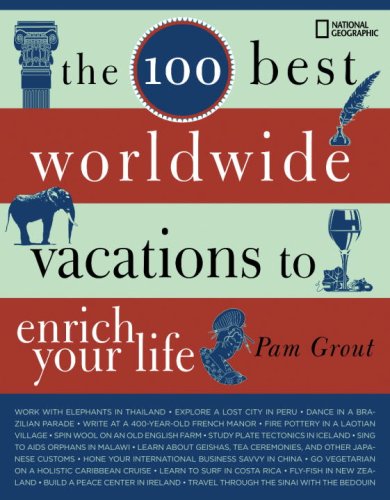 NATIONAL
GEOGRAPHIC
the 100 best
worldwide
vacations to
enrich
your life
Pam Grout
WORK WITH ELEPHANTS IN THAILAND • EXPLORE A LOST CITY IN PERU • DANCE IN A BRA-
ZILIAN PARADE • WRITE AT A 400-YEAR-OLD FRENCH MANOR • FIRE POTTERY IN A LAOTIAN
VILLAGE • SPIN WOOL ON AN OLD ENGLISH FARM • STUDY PLATE TECTONICS IN ICELAND • SING
TO AIDS ORPHANS IN MALAWI • LEARN ABOUT GEISHAS, TEA CEREMONIES, AND OTHER JAPA-
NESE CUSTOMS • HONE YOUR INTERNATIONAL BUSINESS SAVVY IN CHINA • GO VEGETARIAN
ON A HOLISTIC CARIBBEAN CRUISE • LEARN TO SURF IN COSTA RICA • FLY-FISH IN NEW ZEA-
LAND • BUILD A PEACE CENTER IN IRELAND • TRAVEL THROUGH THE SINAI WITH THE BEDOUIN